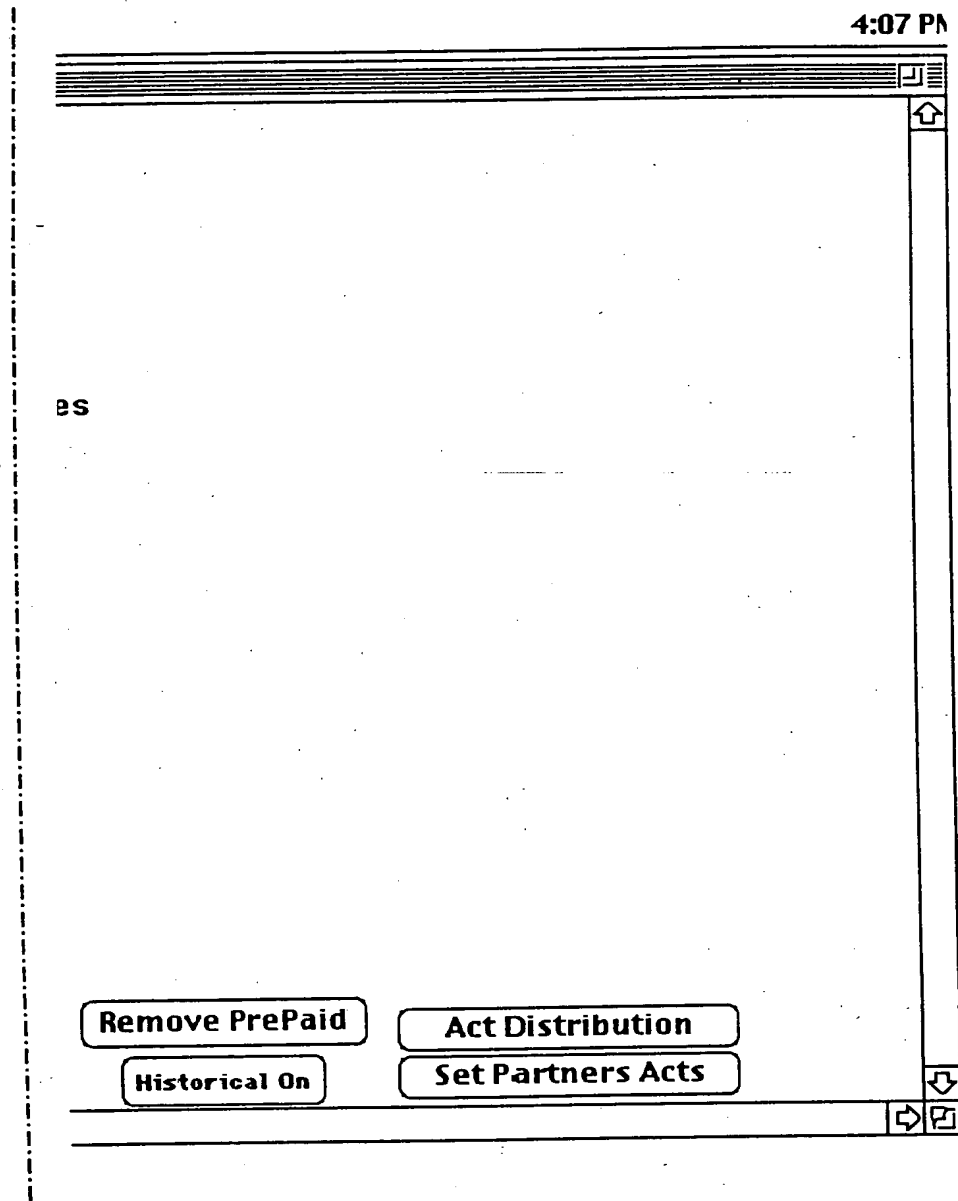 4:07 PM
es
Remove PrePaid
Act Distribution
Historical On
Set Partners Acts